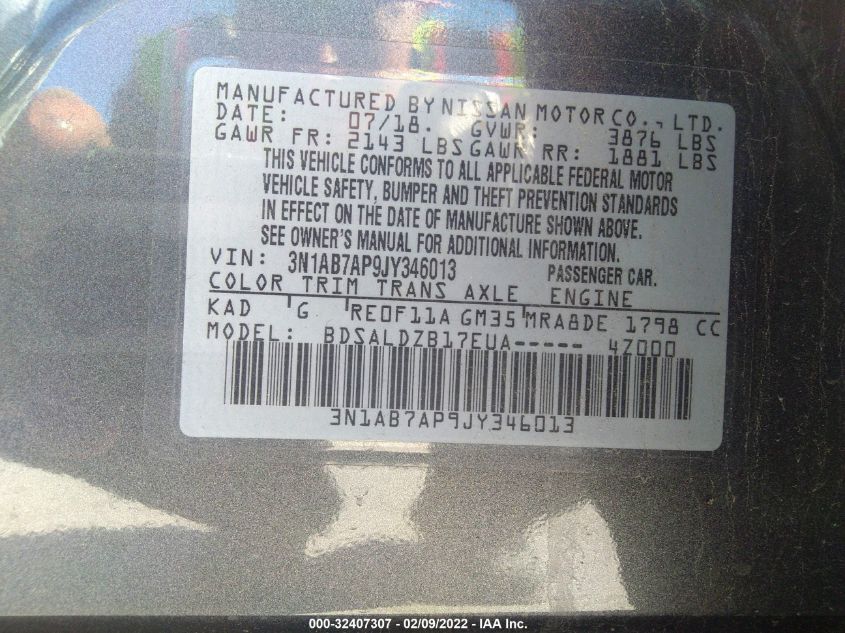 MANUFACTURED BY NISSAN MOTOR CO., LTD.
DATE: 07/18. GVWR: 3876 LBS
GAWR FR: 2143 LBS GAWR RR: 1881 LBS
THIS VEHICLE CONFORMS TO ALL APPLICABLE FEDERAL MOTOR
VEHICLE SAFETY, BUMPER AND THEFT PREVENTION STANDARDS
IN EFFECT ON THE DATE OF MANUFACTURE SHOWN ABOVE.
SEE OWNER'S MANUAL FOR ADDITIONAL INFORMATION.
VIN: 3N1AB7AP9JY346013 PASSENGER CAR.
COLOR TRIM TRANS AXLE ENGINE
KAD G RE0F11A GM35 MRA8DE 1798 CC
MODEL: BDSALDZB17EUA----- 4Z000
3N1AB7AP9JY346013
000-32407307 - 02/09/2022 - IAA Inc.